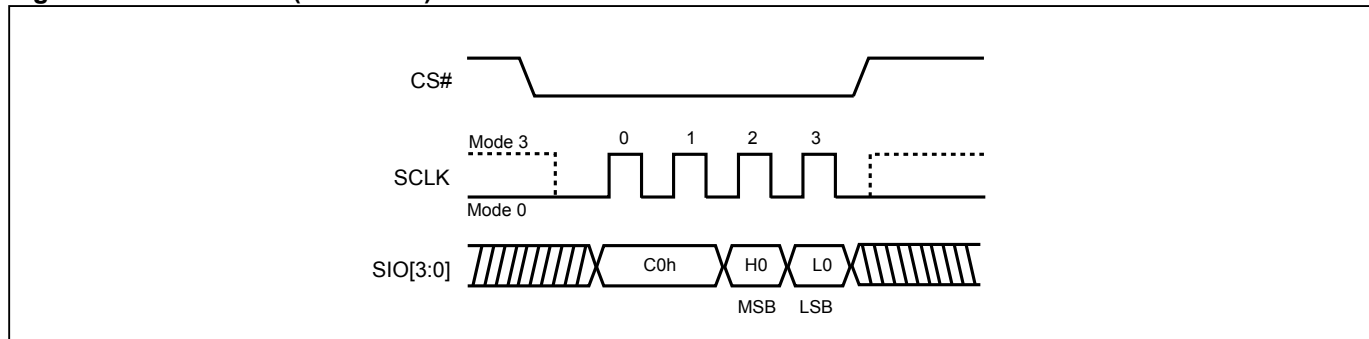 CS#
Mode 3 0 1 2 3
SCLK
Mode 0
SIO[3:0] C0h H0 L0
MSB LSB